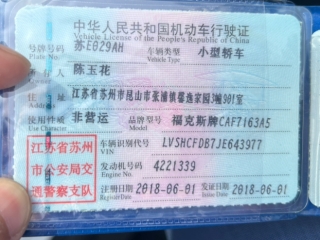 中华人民共和国机动车行驶证
Vehicle License of the People's Republic of China
号牌号码 苏E029AH 车辆类型 小型轿车
Plate No. Vehicle Type
所有人 陈玉花
Owner
住址 江苏省苏州市昆山市张浦镇馨逸家园3幢901室
Address
使用性质 非营运 品牌型号 福克斯牌CAF7163A5
Use Character Model
江苏省苏州市公安局交通警察支队
车辆识别代号 LVSHCFDB7JE643977
VIN
发动机号码 4221339
Engine No.
注册日期 2018-06-01 发证日期 2018-06-01
Register Date Issue Date